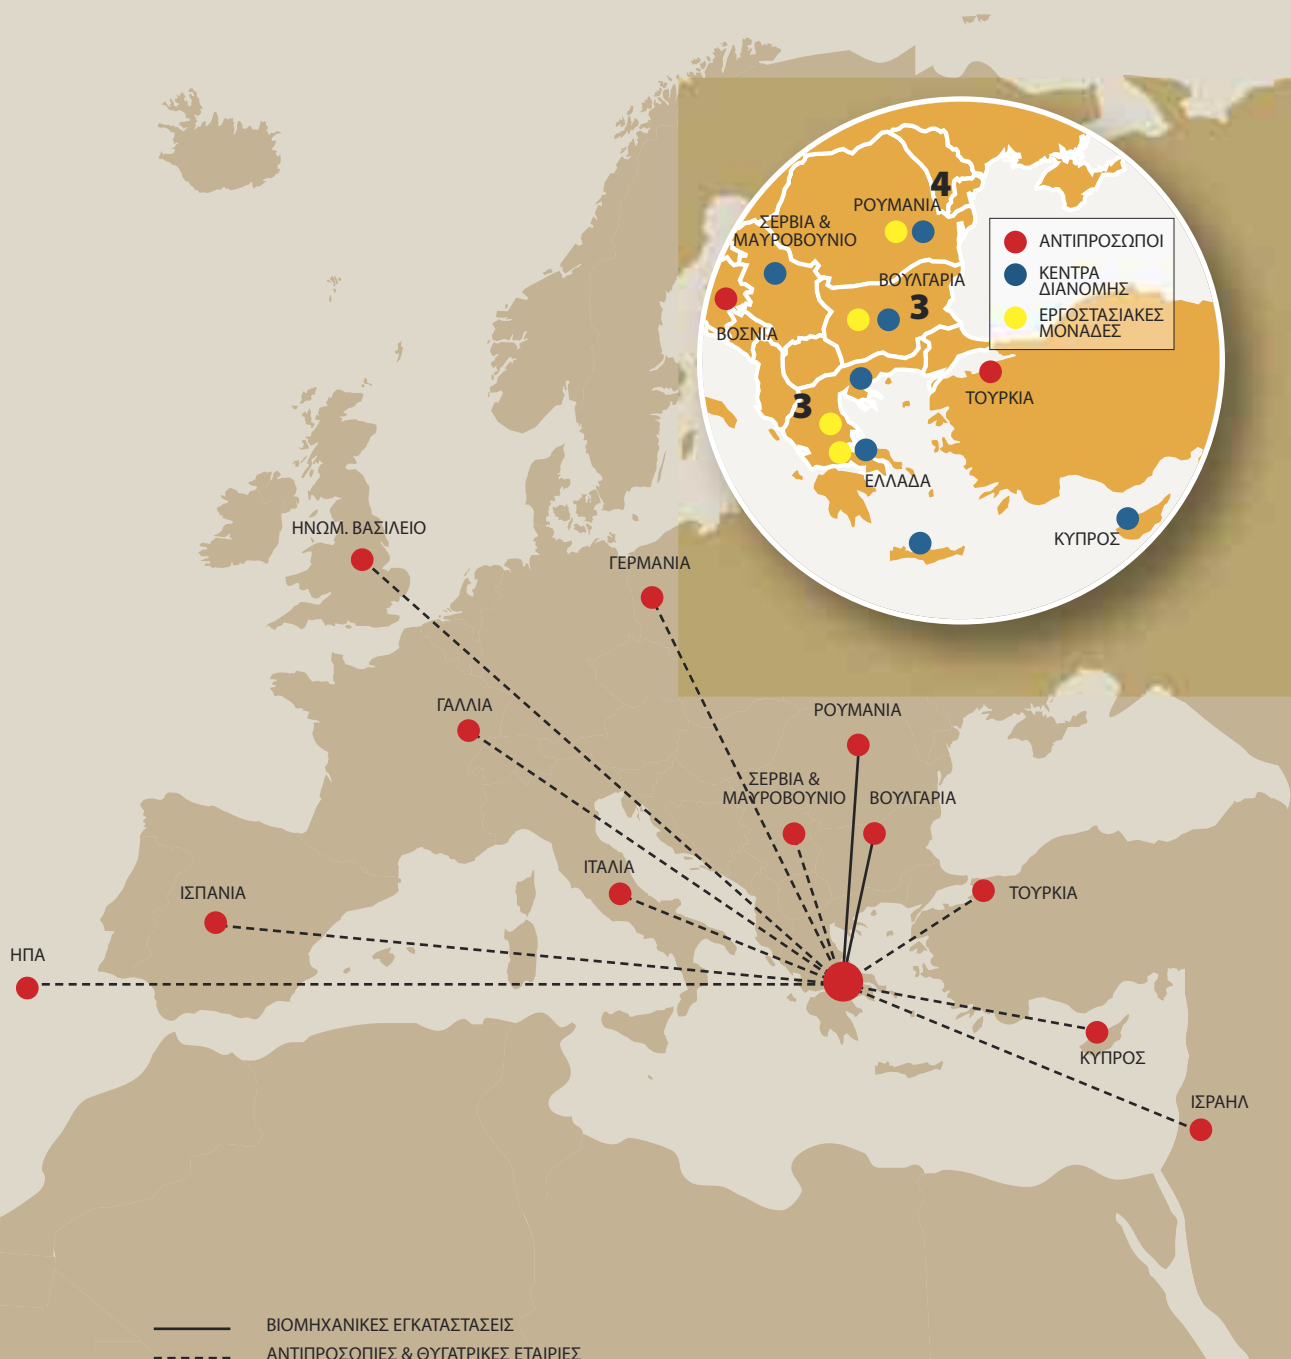 4
ΡΟΥΜΑΝΙΑ
ΣΕΡΒΙΑ &
ΜΑΥΡΟΒΟΥΝΙΟ
ΒΟΥΛΓΑΡΙΑ
3
ΒΟΣΝΙΑ
ΑΝΤΙΠΡΟΣΩΠΟΙ
ΚΕΝΤΡΑ
ΔΙΑΝΟΜΗΣ
ΕΡΓΟΣΤΑΣΙΑΚΕΣ
ΜΟΝΑΔΕΣ
ΤΟΥΡΚΙΑ
3
ΕΛΛΑΔΑ
ΚΥΠΡΟΣ
ΗΝΩΜ. ΒΑΣΙΛΕΙΟ
ΓΕΡΜΑΝΙΑ
ΓΑΛΛΙΑ
ΡΟΥΜΑΝΙΑ
ΣΕΡΒΙΑ &
ΜΑΥΡΟΒΟΥΝΙΟ
ΒΟΥΛΓΑΡΙΑ
ΙΤΑΛΙΑ
ΙΣΠΑΝΙΑ
ΤΟΥΡΚΙΑ
ΗΠΑ
ΚΥΠΡΟΣ
ΙΣΡΑΗΛ
ΒΙΟΜΗΧΑΝΙΚΕΣ ΕΓΚΑΤΑΣΤΑΣΕΙΣ
ΑΝΤΙΠΡΟΣΩΠΙΕΣ & ΘΥΓΑΤΡΙΚΕΣ ΕΤΑΙΡΙΕΣ